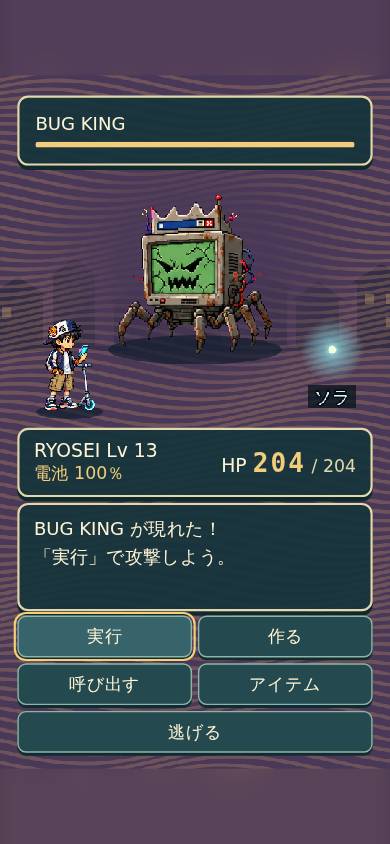 BUG KING
ソラ
RYOSEI Lv 13
電池 100%
HP 204 / 204
BUG KING が現れた！
「実行」で攻撃しよう。
実行
作る
呼び出す
アイテム
逃げる